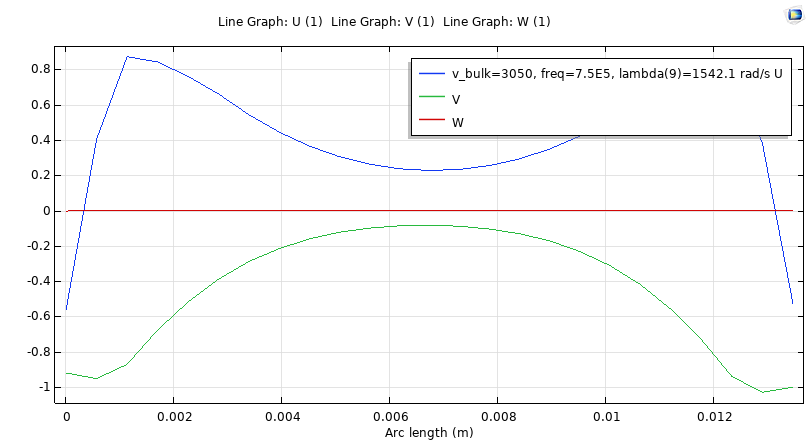 Line Graph: U (1) Line Graph: V (1) Line Graph: W (1)
v_bulk=3050, freq=7.5E5, lambda(9)=1542.1 rad/s U
V
W
0.8
0.6
0.4
0.2
0
-0.2
-0.4
-0.6
-0.8
-1
0 0.002 0.004 0.006 0.008 0.01 0.012
Arc length (m)